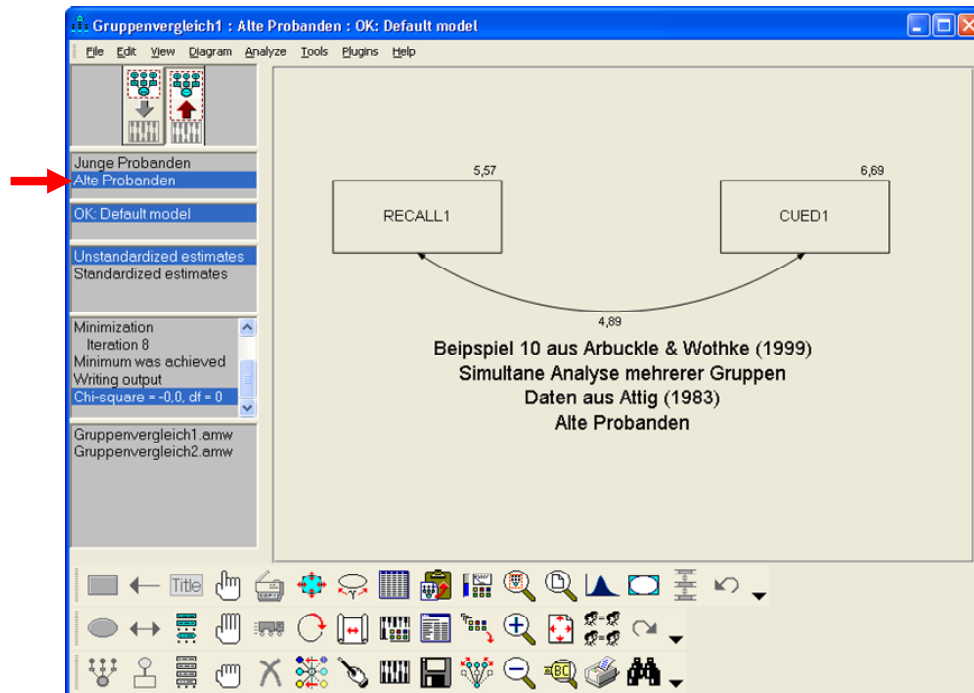 Gruppenvergleich1 : Alte Probanden : OK: Default model
File Edit View Diagram Analyze Tools Plugins Help
Junge Probanden
Alte Probanden
OK: Default model
Unstandardized estimates
Standardized estimates
Minimization
Iteration 8
Minimum was achieved
Writing output
Chi-square = -0,0, df = 0
Gruppenvergleich1.amw
Gruppenvergleich2.amw
5,57
RECALL1
6,69
CUED1
4,89
Beipspiel 10 aus Arbuckle & Wothke (1999)
Simultane Analyse mehrerer Gruppen
Daten aus Attig (1983)
Alte Probanden
Title